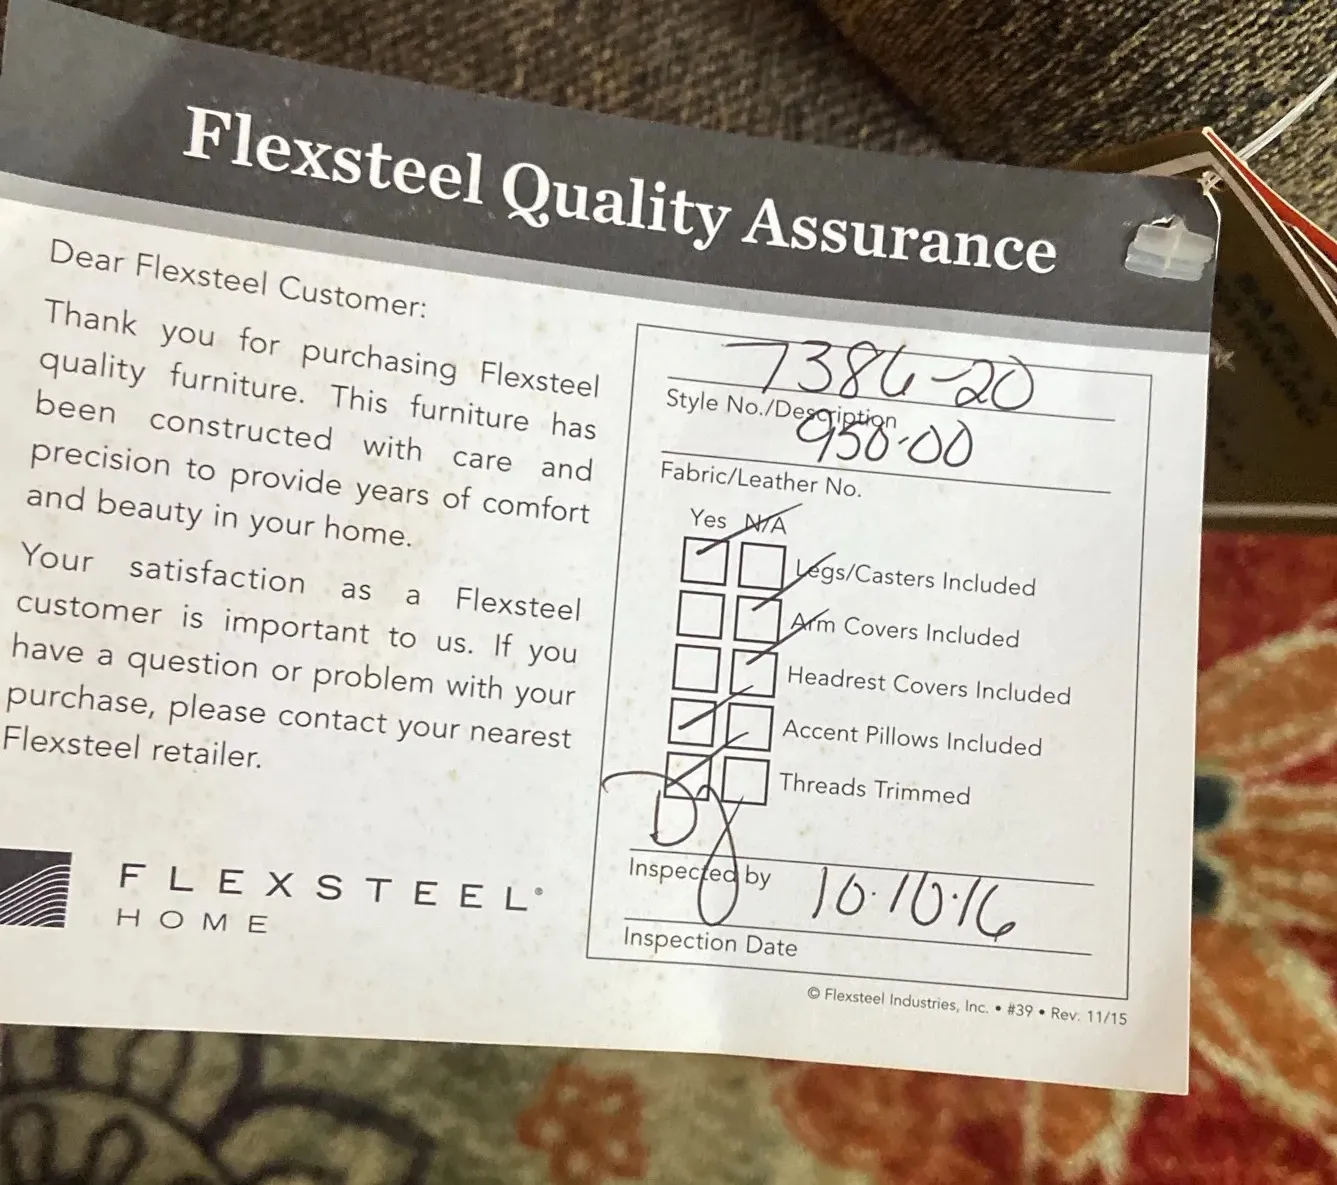 Flexsteel Quality Assurance
Dear Flexsteel Customer:
Thank you for purchasing Flexsteel
quality furniture. This furniture has
been constructed with care and
precision to provide years of comfort
and beauty in your home.
Your satisfaction as a Flexsteel
customer is important to us. If you
have a question or problem with your
purchase, please contact your nearest
Flexsteel retailer.
FLEXSTEEL®
HOME
7386-20
Style No./Description
950-00
Fabric/Leather No.
Yes N/A
Legs/Casters Included
Arm Covers Included
Headrest Covers Included
Accent Pillows Included
Threads Trimmed
Inspected by
10·10·16
Inspection Date
© Flexsteel Industries, Inc. • #39 • Rev. 11/15